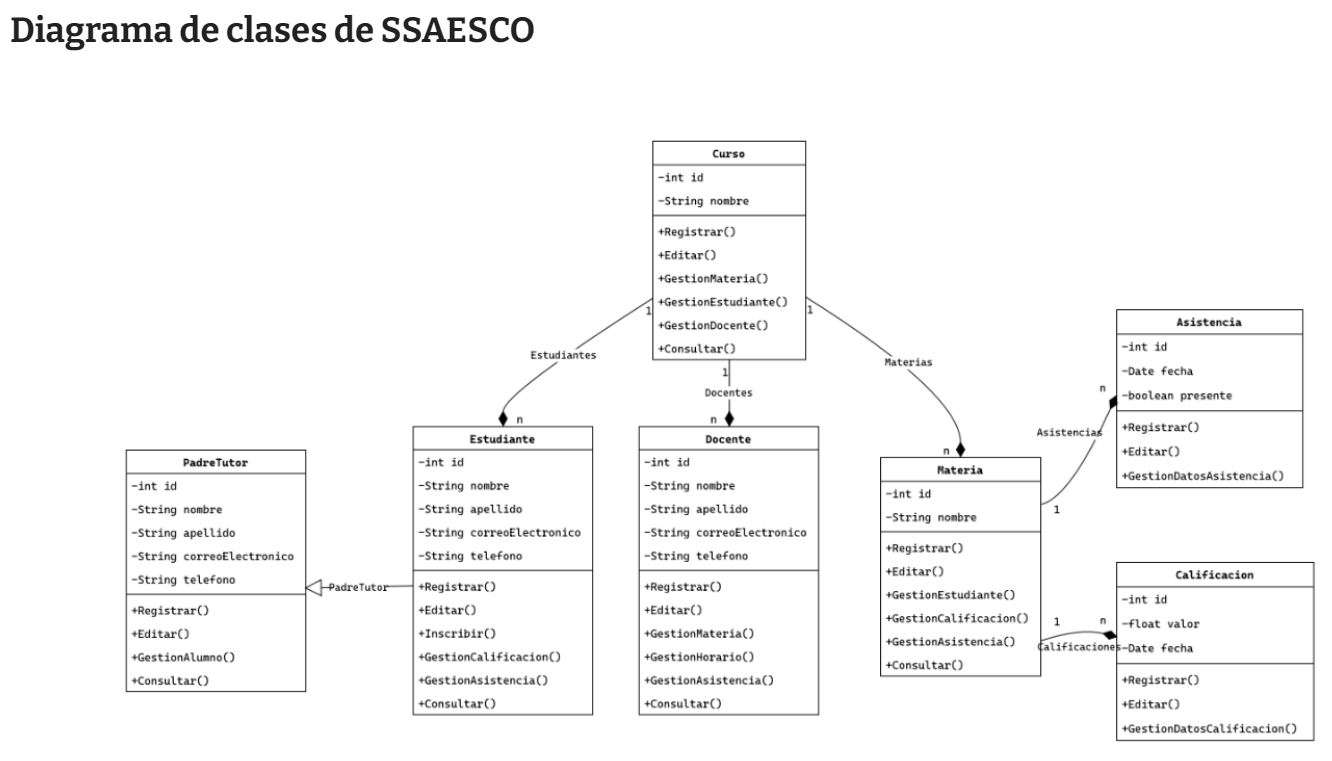 Diagrama de clases de SSAESCO
Curso
-int id
-String nombre
+Registrar()
+Editar()
+GestionMateria()
+GestionEstudiante()
+GestionDocente()
+Consultar()
1
1
1
Estudiantes
Docentes
Materias
n
n
n
PadreTutor
-int id
-String nombre
-String apellido
-String correoElectronico
-String telefono
+Registrar()
+Editar()
+GestionAlumno()
+Consultar()
PadreTutor
Estudiante
-int id
-String nombre
-String apellido
-String correoElectronico
-String telefono
+Registrar()
+Editar()
+Inscribir()
+GestionCalificacion()
+GestionAsistencia()
+Consultar()
Docente
-int id
-String nombre
-String apellido
-String correoElectronico
-String telefono
+Registrar()
+Editar()
+GestionMateria()
+GestionHorario()
+GestionAsistencia()
+Consultar()
Materia
-int id
-String nombre
+Registrar()
+Editar()
+GestionEstudiante()
+GestionCalificacion()
+GestionAsistencia()
+Consultar()
n
Asistencias
1
Asistencia
-int id
-Date fecha
-boolean presente
+Registrar()
+Editar()
+GestionDatosAsistencia()
1
n
Calificaciones
Calificacion
-int id
-float valor
-Date fecha
+Registrar()
+Editar()
+GestionDatosCalificacion()